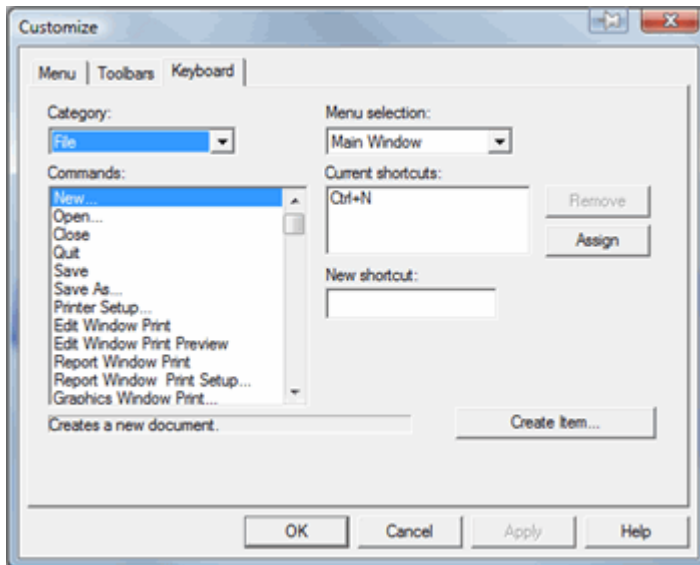 Customize
Menu Toolbars Keyboard
Category:
File
Menu selection:
Main Window
Commands:
New...
Open...
Close
Quit
Save
Save As...
Printer Setup...
Edit Window Print
Edit Window Print Preview
Report Window Print
Report Window Print Setup...
Graphics Window Print...
Current shortcuts:
Ctrl+N
Remove
Assign
New shortcut:
Creates a new document.
Create Item...
OK Cancel Apply Help